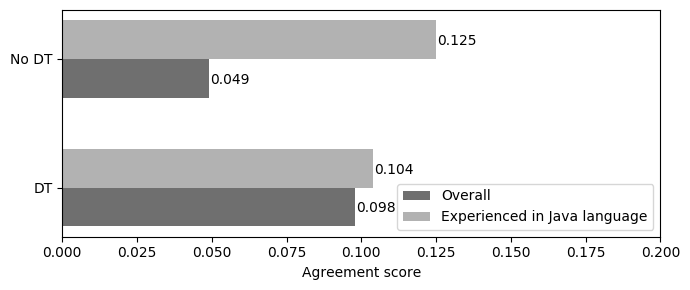 No DT
0.125
0.049
DT
0.104
0.098
Overall
Experienced in Java language
0.000 0.025 0.050 0.075 0.100 0.125 0.150 0.175 0.200
Agreement score